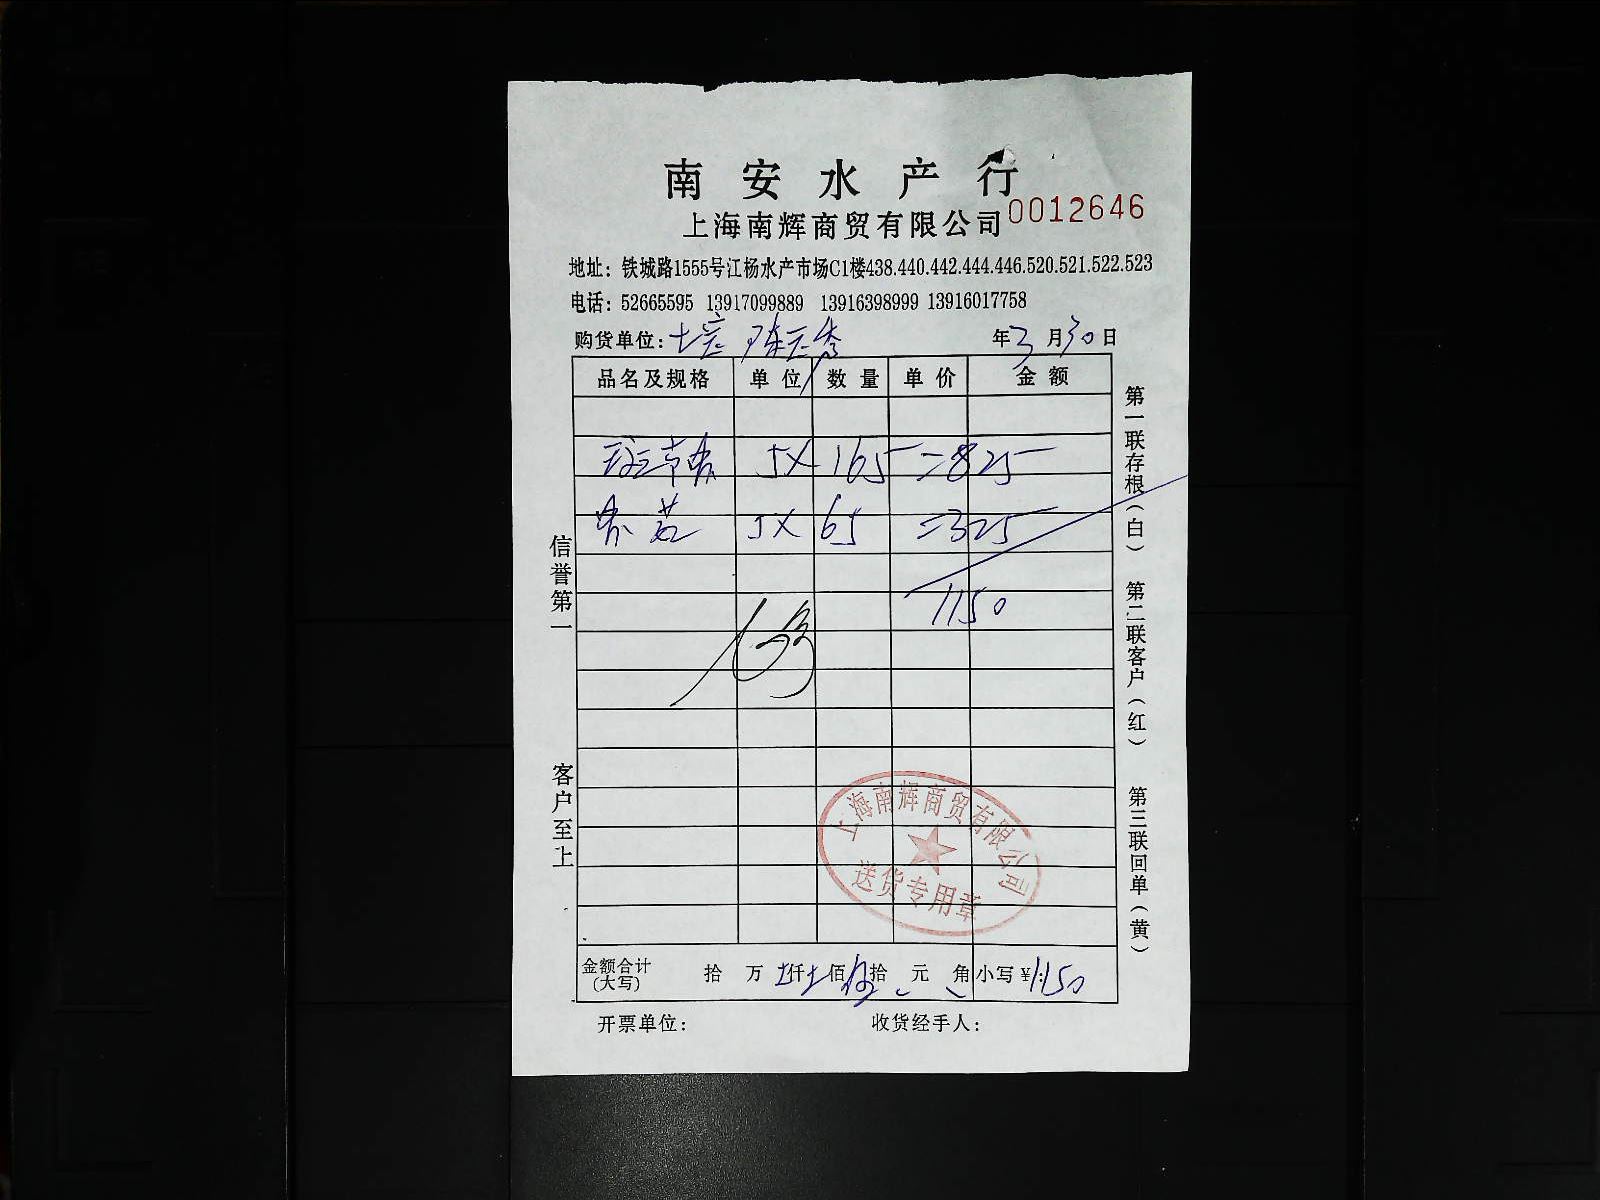 南安水产行
上海南辉商贸有限公司 0012646
地址：铁城路1555号江杨水产市场C1楼438.440.442.444.446.520.521.522.523
电话：52665595 13917099889 13916398999 13916017758
购货单位： 年3月30日
品名及规格 单位 数量 单价 金额
斑节 5X 165 =825
5X 65 =325
1150
上海南辉商贸有限公司
送货专用章
金额合计 拾 万 仟 佰 拾 元 角 小写¥:1150
(大写)
开票单位： 收货经手人：
信誉第一
客户至上
第一联存根(白)
第二联客户(红)
第三联回单(黄)